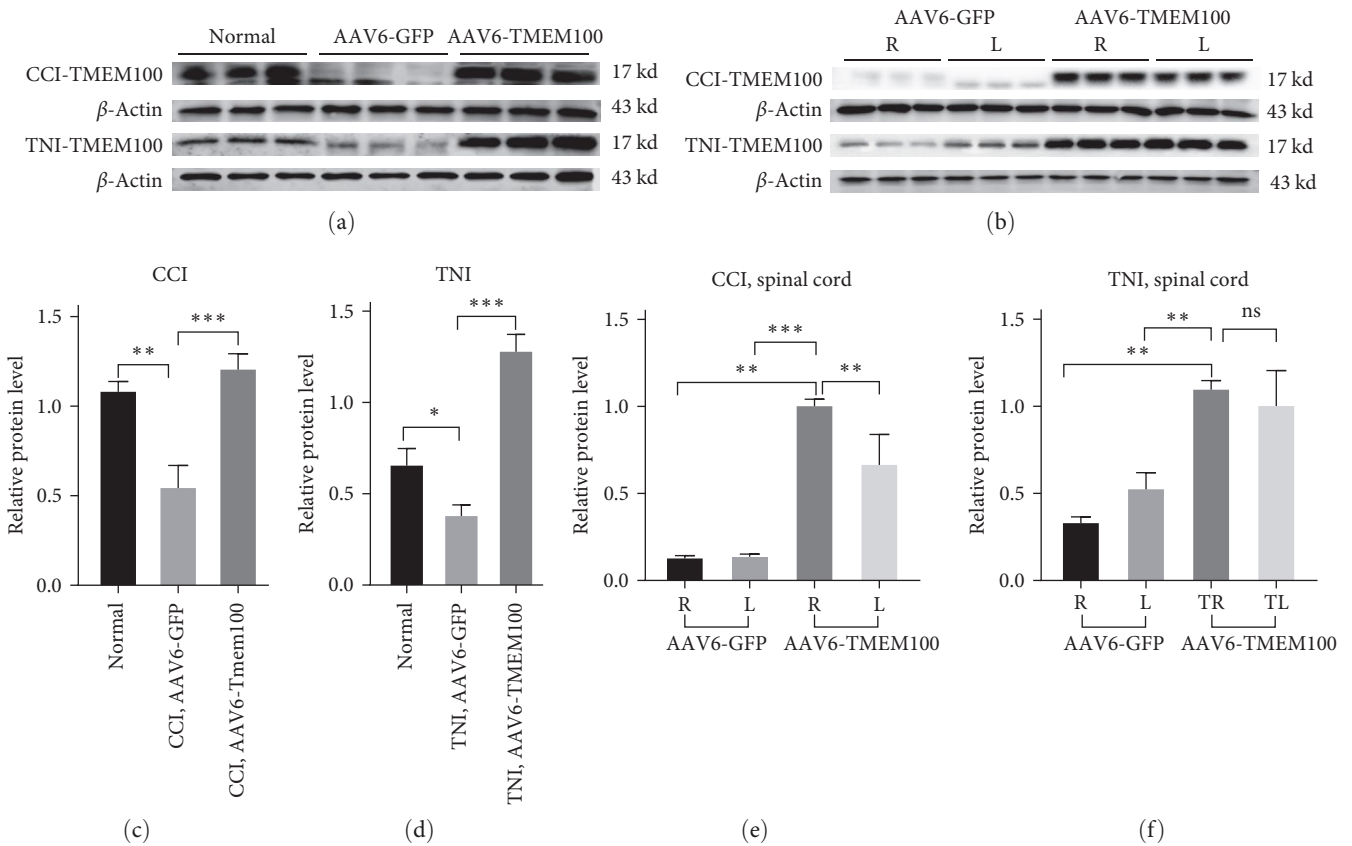 Normal AAV6-GFP AAV6-TMEM100
CCI-TMEM100 17 kd
β-Actin 43 kd
TNI-TMEM100 17 kd
β-Actin 43 kd
(a)
AAV6-GFP AAV6-TMEM100
R L R L
CCI-TMEM100 17 kd
β-Actin 43 kd
TNI-TMEM100 17 kd
β-Actin 43 kd
(b)
CCI
Relative protein level
1.5
1.0
0.5
0.0
**
***
Normal
CCI, AAV6-GFP
CCI, AAV6-Tmem100
(c)
TNI
Relative protein level
1.5
1.0
0.5
0.0
*
***
Normal
TNI, AAV6-GFP
TNI, AAV6-TMEM100
(d)
CCI, spinal cord
Relative protein level
1.5
1.0
0.5
0.0
**
***
**
R L R L
AAV6-GFP AAV6-TMEM100
(e)
TNI, spinal cord
Relative protein level
1.5
1.0
0.5
0.0
**
**
ns
R L TR TL
AAV6-GFP AAV6-TMEM100
(f)